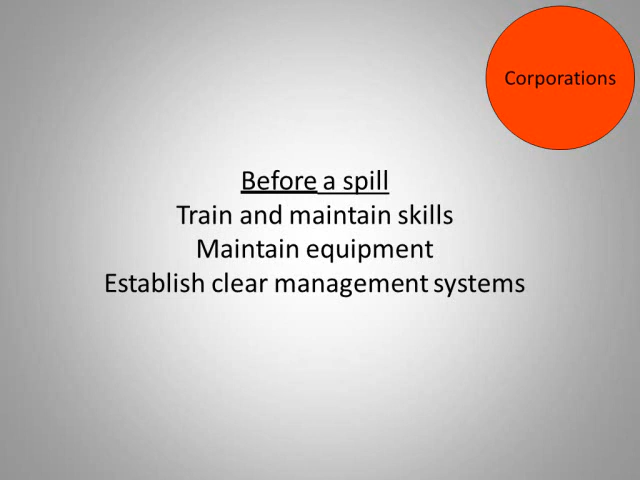 Corporations
Before a spill
Train and maintain skills
Maintain equipment
Establish clear management systems